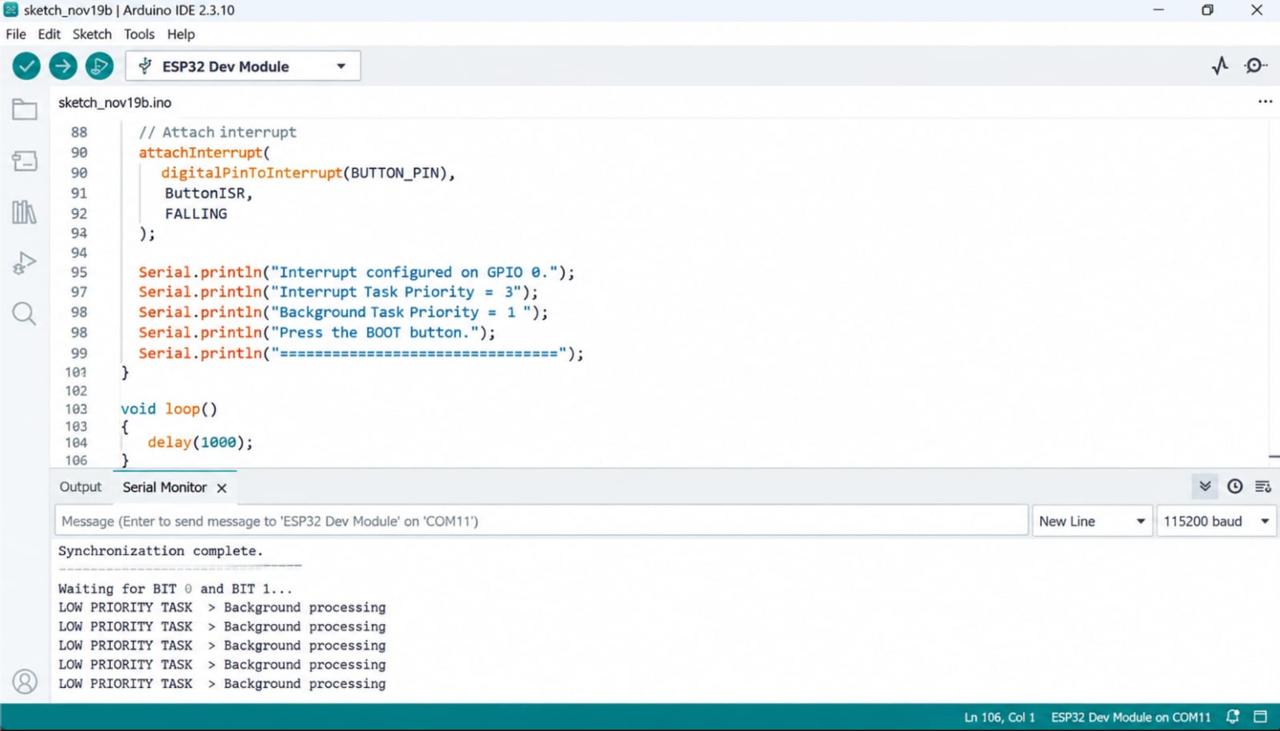 sketch_nov19b | Arduino IDE 2.3.10
File Edit Sketch Tools Help
ESP32 Dev Module
sketch_nov19b.ino
88 // Attach interrupt
90 attachInterrupt(
90 digitalPinToInterrupt(BUTTON_PIN),
91 ButtonISR,
92 FALLING
93 );
94
95 Serial.println("Interrupt configured on GPIO 0.");
97 Serial.println("Interrupt Task Priority = 3");
98 Serial.println("Background Task Priority = 1 ");
98 Serial.println("Press the BOOT button.");
99 Serial.println("================================");
101 }
102
103 void loop()
103 {
104 delay(1000);
106 }
Output Serial Monitor
Message (Enter to send message to 'ESP32 Dev Module' on 'COM11') New Line 115200 baud
Synchronizattion complete.
------------------------------
Waiting for BIT 0 and BIT 1...
LOW PRIORITY TASK > Background processing
LOW PRIORITY TASK > Background processing
LOW PRIORITY TASK > Background processing
LOW PRIORITY TASK > Background processing
LOW PRIORITY TASK > Background processing
Ln 106, Col 1 ESP32 Dev Module on COM11